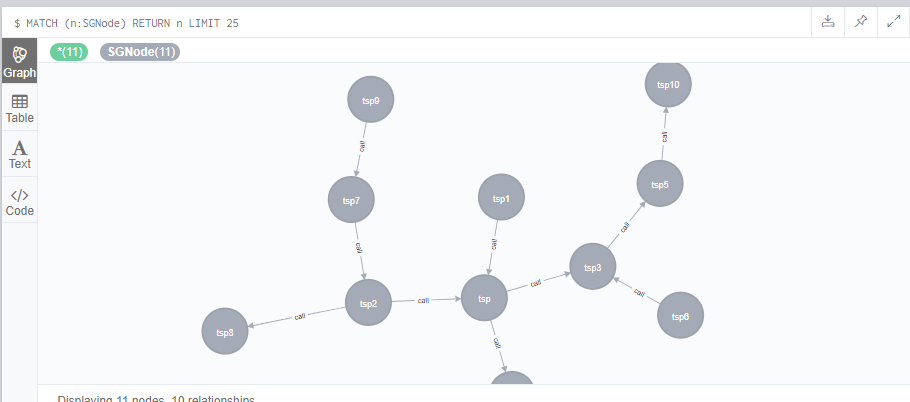 $ MATCH (n:SGNode) RETURN n LIMIT 25
*(11) SGNode(11)
Graph
Table
A
Text
</>
Code
tsp10
tsp9
call
call
tsp5
tsp7
tsp1
call
call
call
tsp3
call
tsp2
call
tsp
call
tsp6
tsp8
call
call
Displaying 11 nodes, 10 relationships.